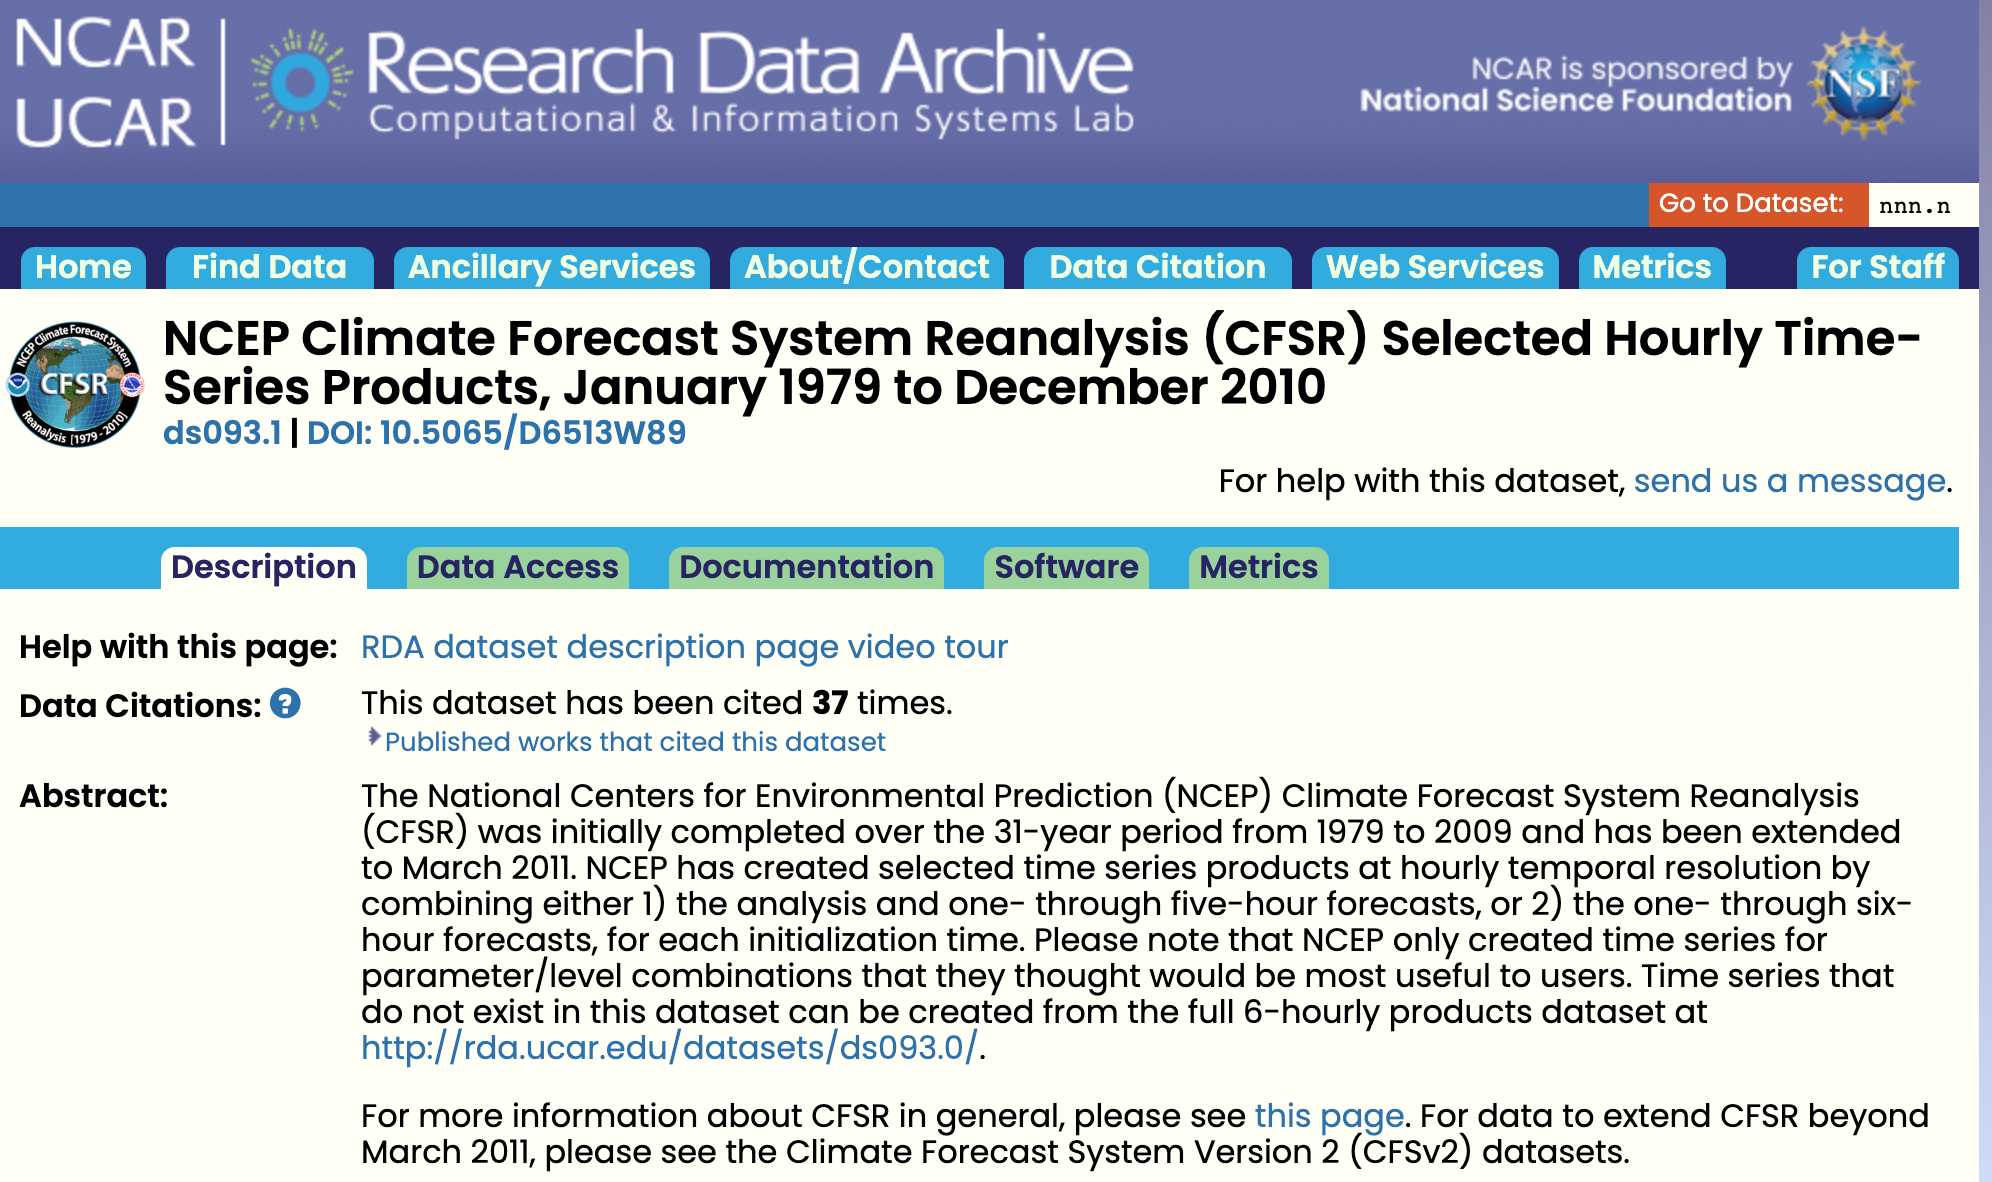 NCAR
UCAR
Research Data Archive
Computational & Information Systems Lab
NCAR is sponsored by
National Science Foundation
NSF
Go to Dataset: nnn.n
Home Find Data Ancillary Services About/Contact Data Citation Web Services Metrics For Staff
NCEP Climate Forecast System
CFSR
Reanalysis [1979-2010]
NCEP Climate Forecast System Reanalysis (CFSR) Selected Hourly Time-
Series Products, January 1979 to December 2010
ds093.1 | DOI: 10.5065/D6513W89
For help with this dataset, send us a message.
Description Data Access Documentation Software Metrics
Help with this page: RDA dataset description page video tour
Data Citations: ? This dataset has been cited 37 times.
Published works that cited this dataset
Abstract: The National Centers for Environmental Prediction (NCEP) Climate Forecast System Reanalysis
(CFSR) was initially completed over the 31-year period from 1979 to 2009 and has been extended
to March 2011. NCEP has created selected time series products at hourly temporal resolution by
combining either 1) the analysis and one- through five-hour forecasts, or 2) the one- through six-
hour forecasts, for each initialization time. Please note that NCEP only created time series for
parameter/level combinations that they thought would be most useful to users. Time series that
do not exist in this dataset can be created from the full 6-hourly products dataset at
http://rda.ucar.edu/datasets/ds093.0/.
For more information about CFSR in general, please see this page. For data to extend CFSR beyond
March 2011, please see the Climate Forecast System Version 2 (CFSv2) datasets.